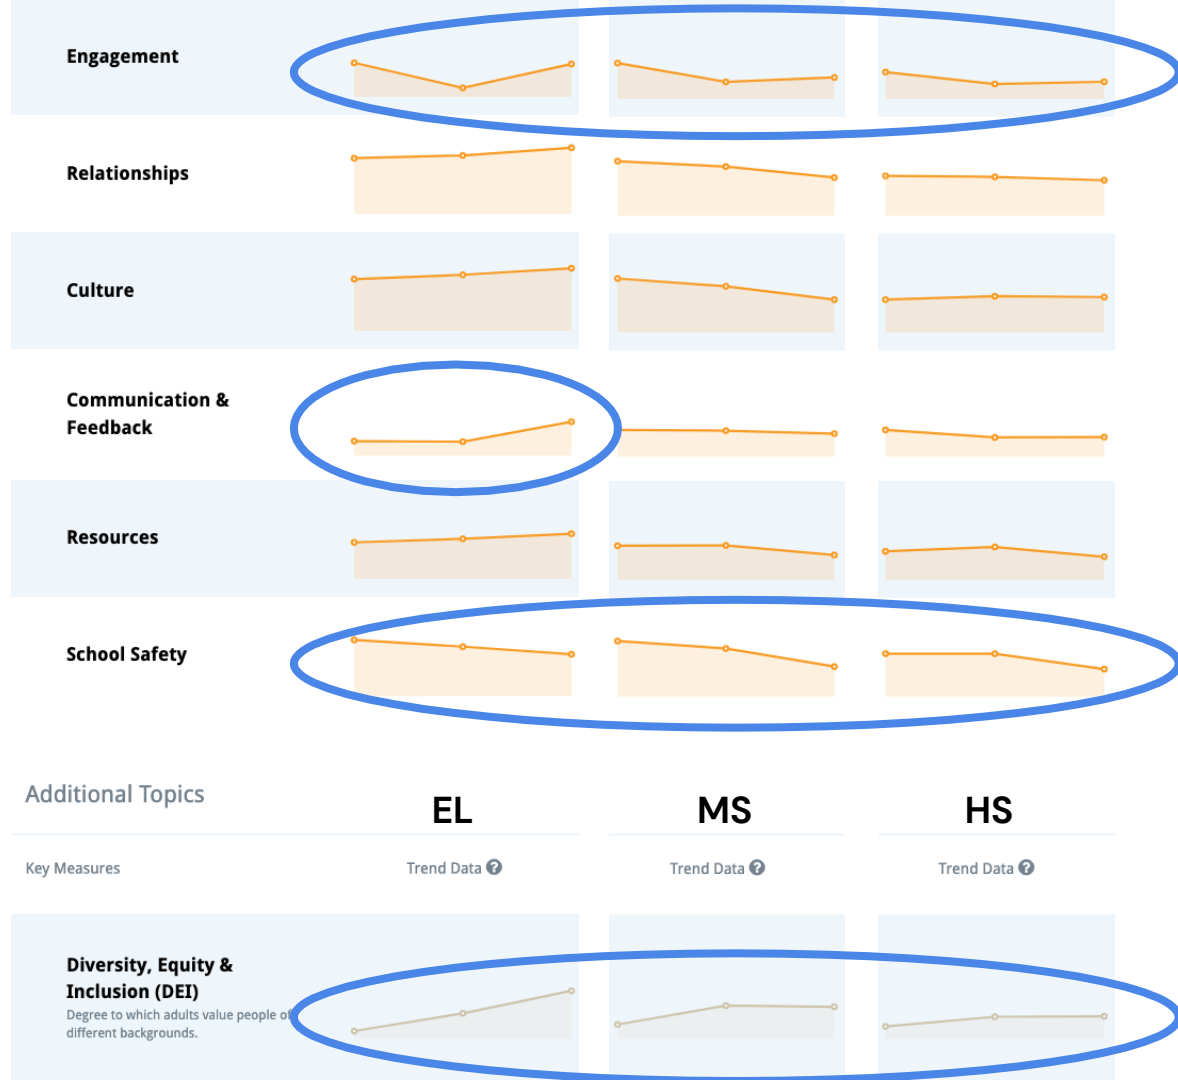 Engagement
Relationships
Culture
Communication &
Feedback
Resources
School Safety
Additional Topics
EL
MS
HS
Key Measures
Trend Data ?
Trend Data ?
Trend Data ?
Diversity, Equity &
Inclusion (DEI)
Degree to which adults value people of
different backgrounds.